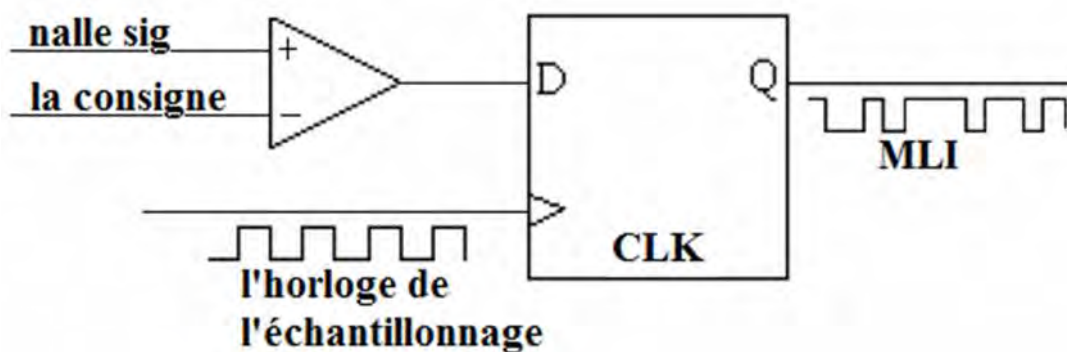 nalle sig
+
la consigne
−
D
Q
MLI
CLK
l'horloge de
l'échantillonnage